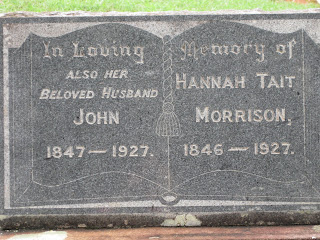 In Loving Memory of
ALSO HER HANNAH TAIT
BELOVED HUSBAND
JOHN MORRISON,
1847 — 1927. 1846 — 1927.